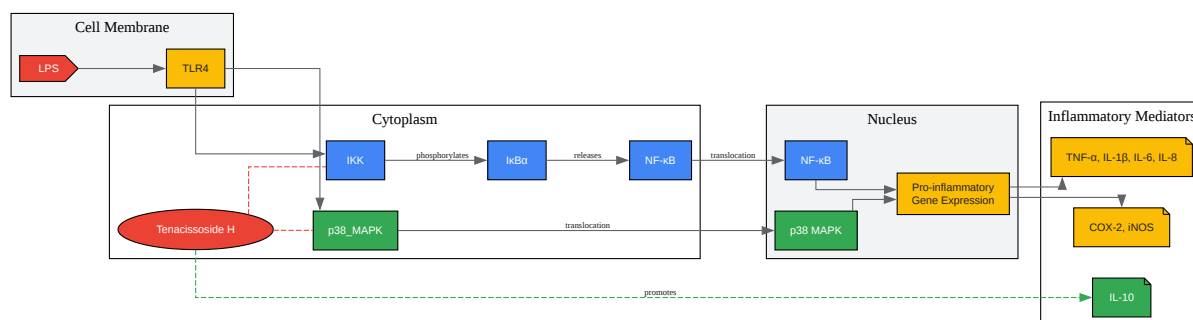 Cell Membrane
LPS
TLR4
Cytoplasm
IKK
phosphorylates
IκBα
releases
NF-κB
translocation
Tenacissoside H
p38_MAPK
translocation
Nucleus
NF-κB
Pro-inflammatory
Gene Expression
p38 MAPK
Inflammatory Mediators
TNF-α, IL-1β, IL-6, IL-8
COX-2, iNOS
promotes
IL-10